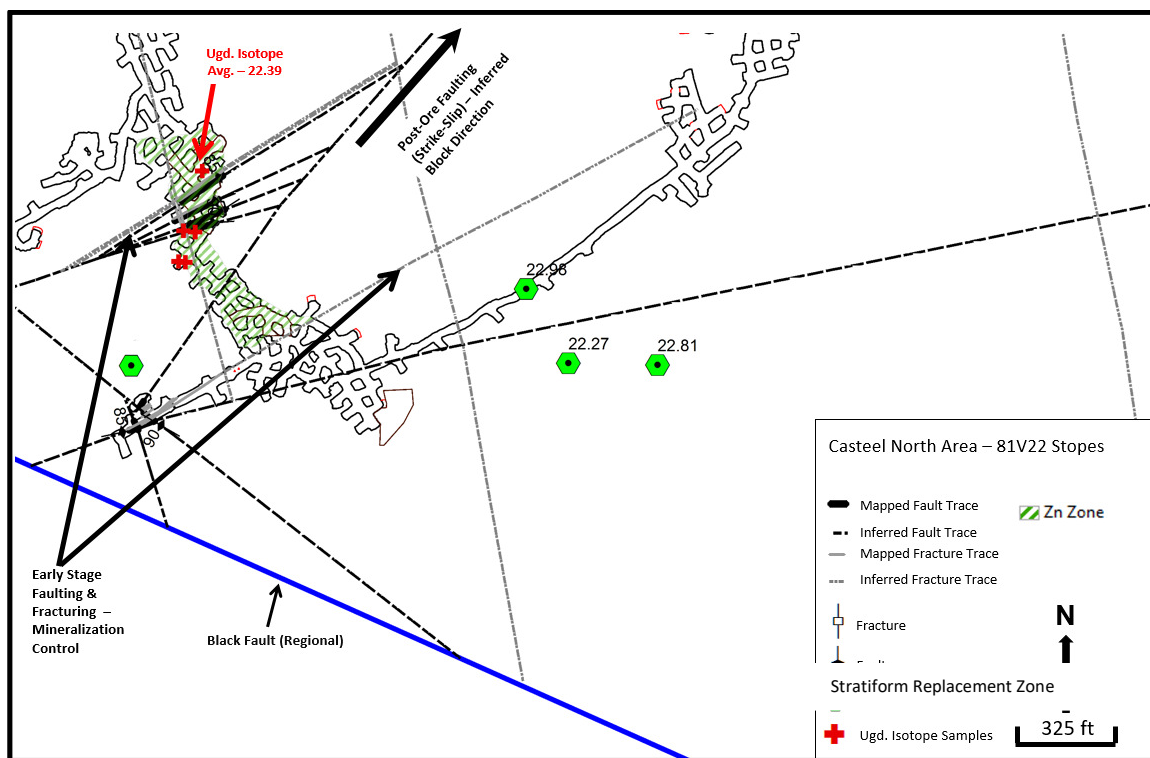 Ugd. Isotope
Avg. – 22.39
Post-Ore Faulting
(Strike-Slip) – Inferred
Block Direction
22.98
22.27
22.81
85
90
Early Stage
Faulting &
Fracturing –
Mineralization
Control
Black Fault (Regional)
Casteel North Area – 81V22 Stopes
Mapped Fault Trace
Zn Zone
Inferred Fault Trace
Mapped Fracture Trace
Inferred Fracture Trace
Fracture
N
Stratiform Replacement Zone
Ugd. Isotope Samples
325 ft